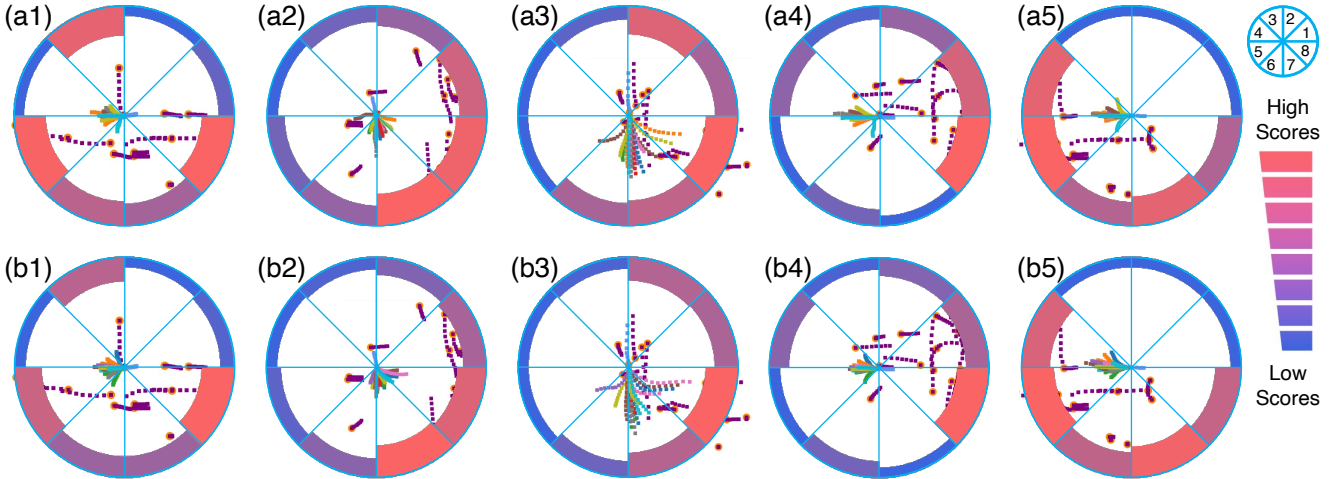 (a1)
(a2)
(a3)
(a4)
(a5)
3 2
4 1
5 8
6 7
High
Scores
(b1)
(b2)
(b3)
(b4)
(b5)
Low
Scores